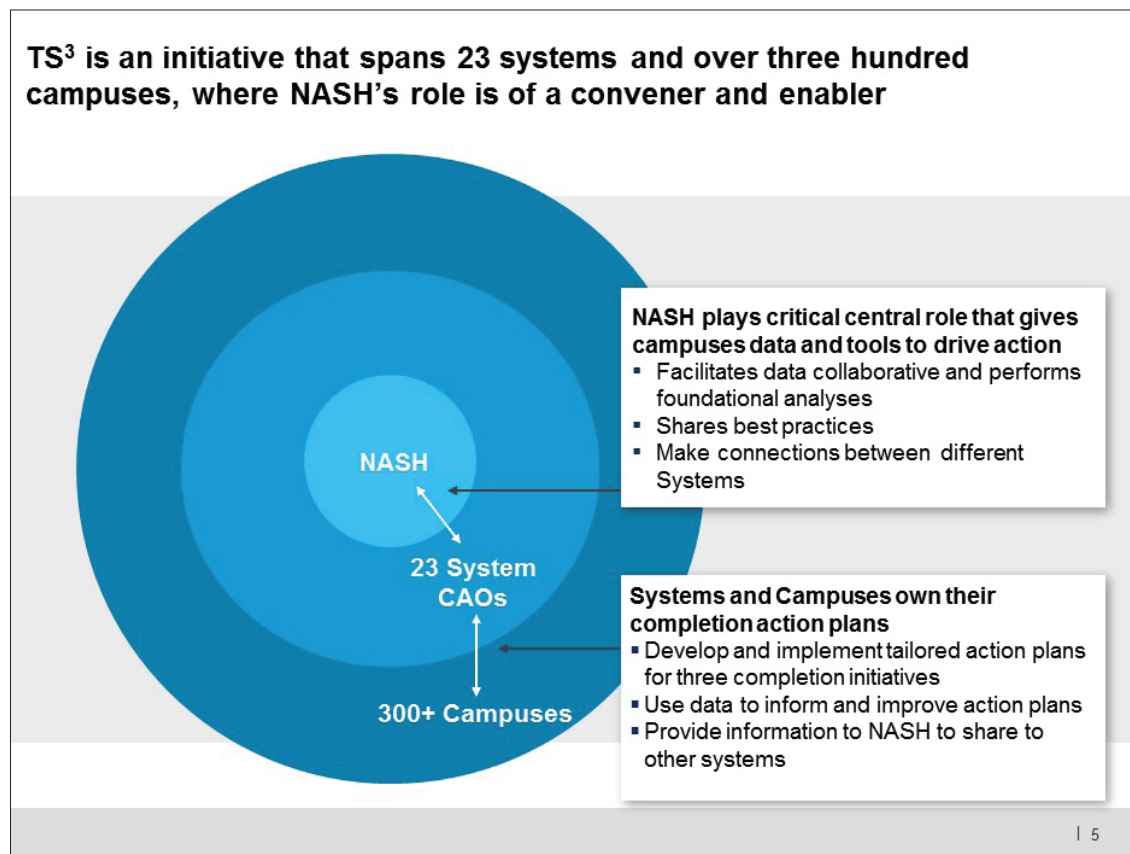 TS³ is an initiative that spans 23 systems and over three hundred
campuses, where NASH's role is of a convener and enabler
NASH
23 System
CAOs
300+ Campuses
NASH plays critical central role that gives
campuses data and tools to drive action
▪ Facilitates data collaborative and performs
foundational analyses
▪ Shares best practices
▪ Make connections between different
Systems
Systems and Campuses own their
completion action plans
▪ Develop and implement tailored action plans
for three completion initiatives
▪ Use data to inform and improve action plans
▪ Provide information to NASH to share to
other systems
| 5